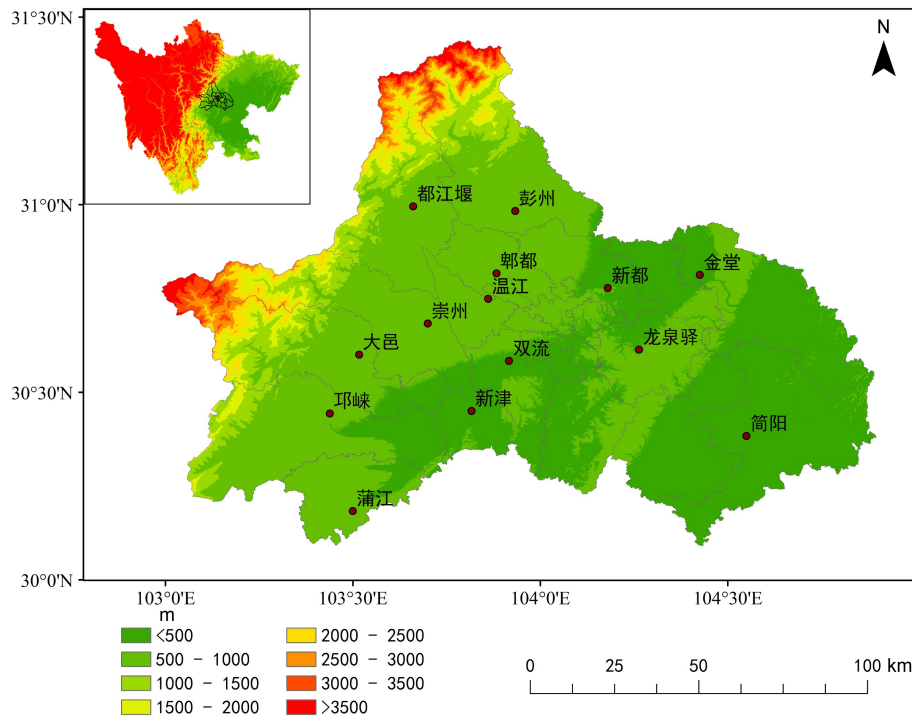 31°30'N
N
都江堰
彭州
31°0'N
郫都
金堂
新都
温江
崇州
龙泉驿
大邑
双流
30°30'N
邛崃
新津
简阳
蒲江
30°0'N
103°0'E
103°30'E
104°0'E
104°30'E
m
<500
500 - 1000
1000 - 1500
1500 - 2000
2000 - 2500
2500 - 3000
3000 - 3500
>3500
0 25 50 100 km